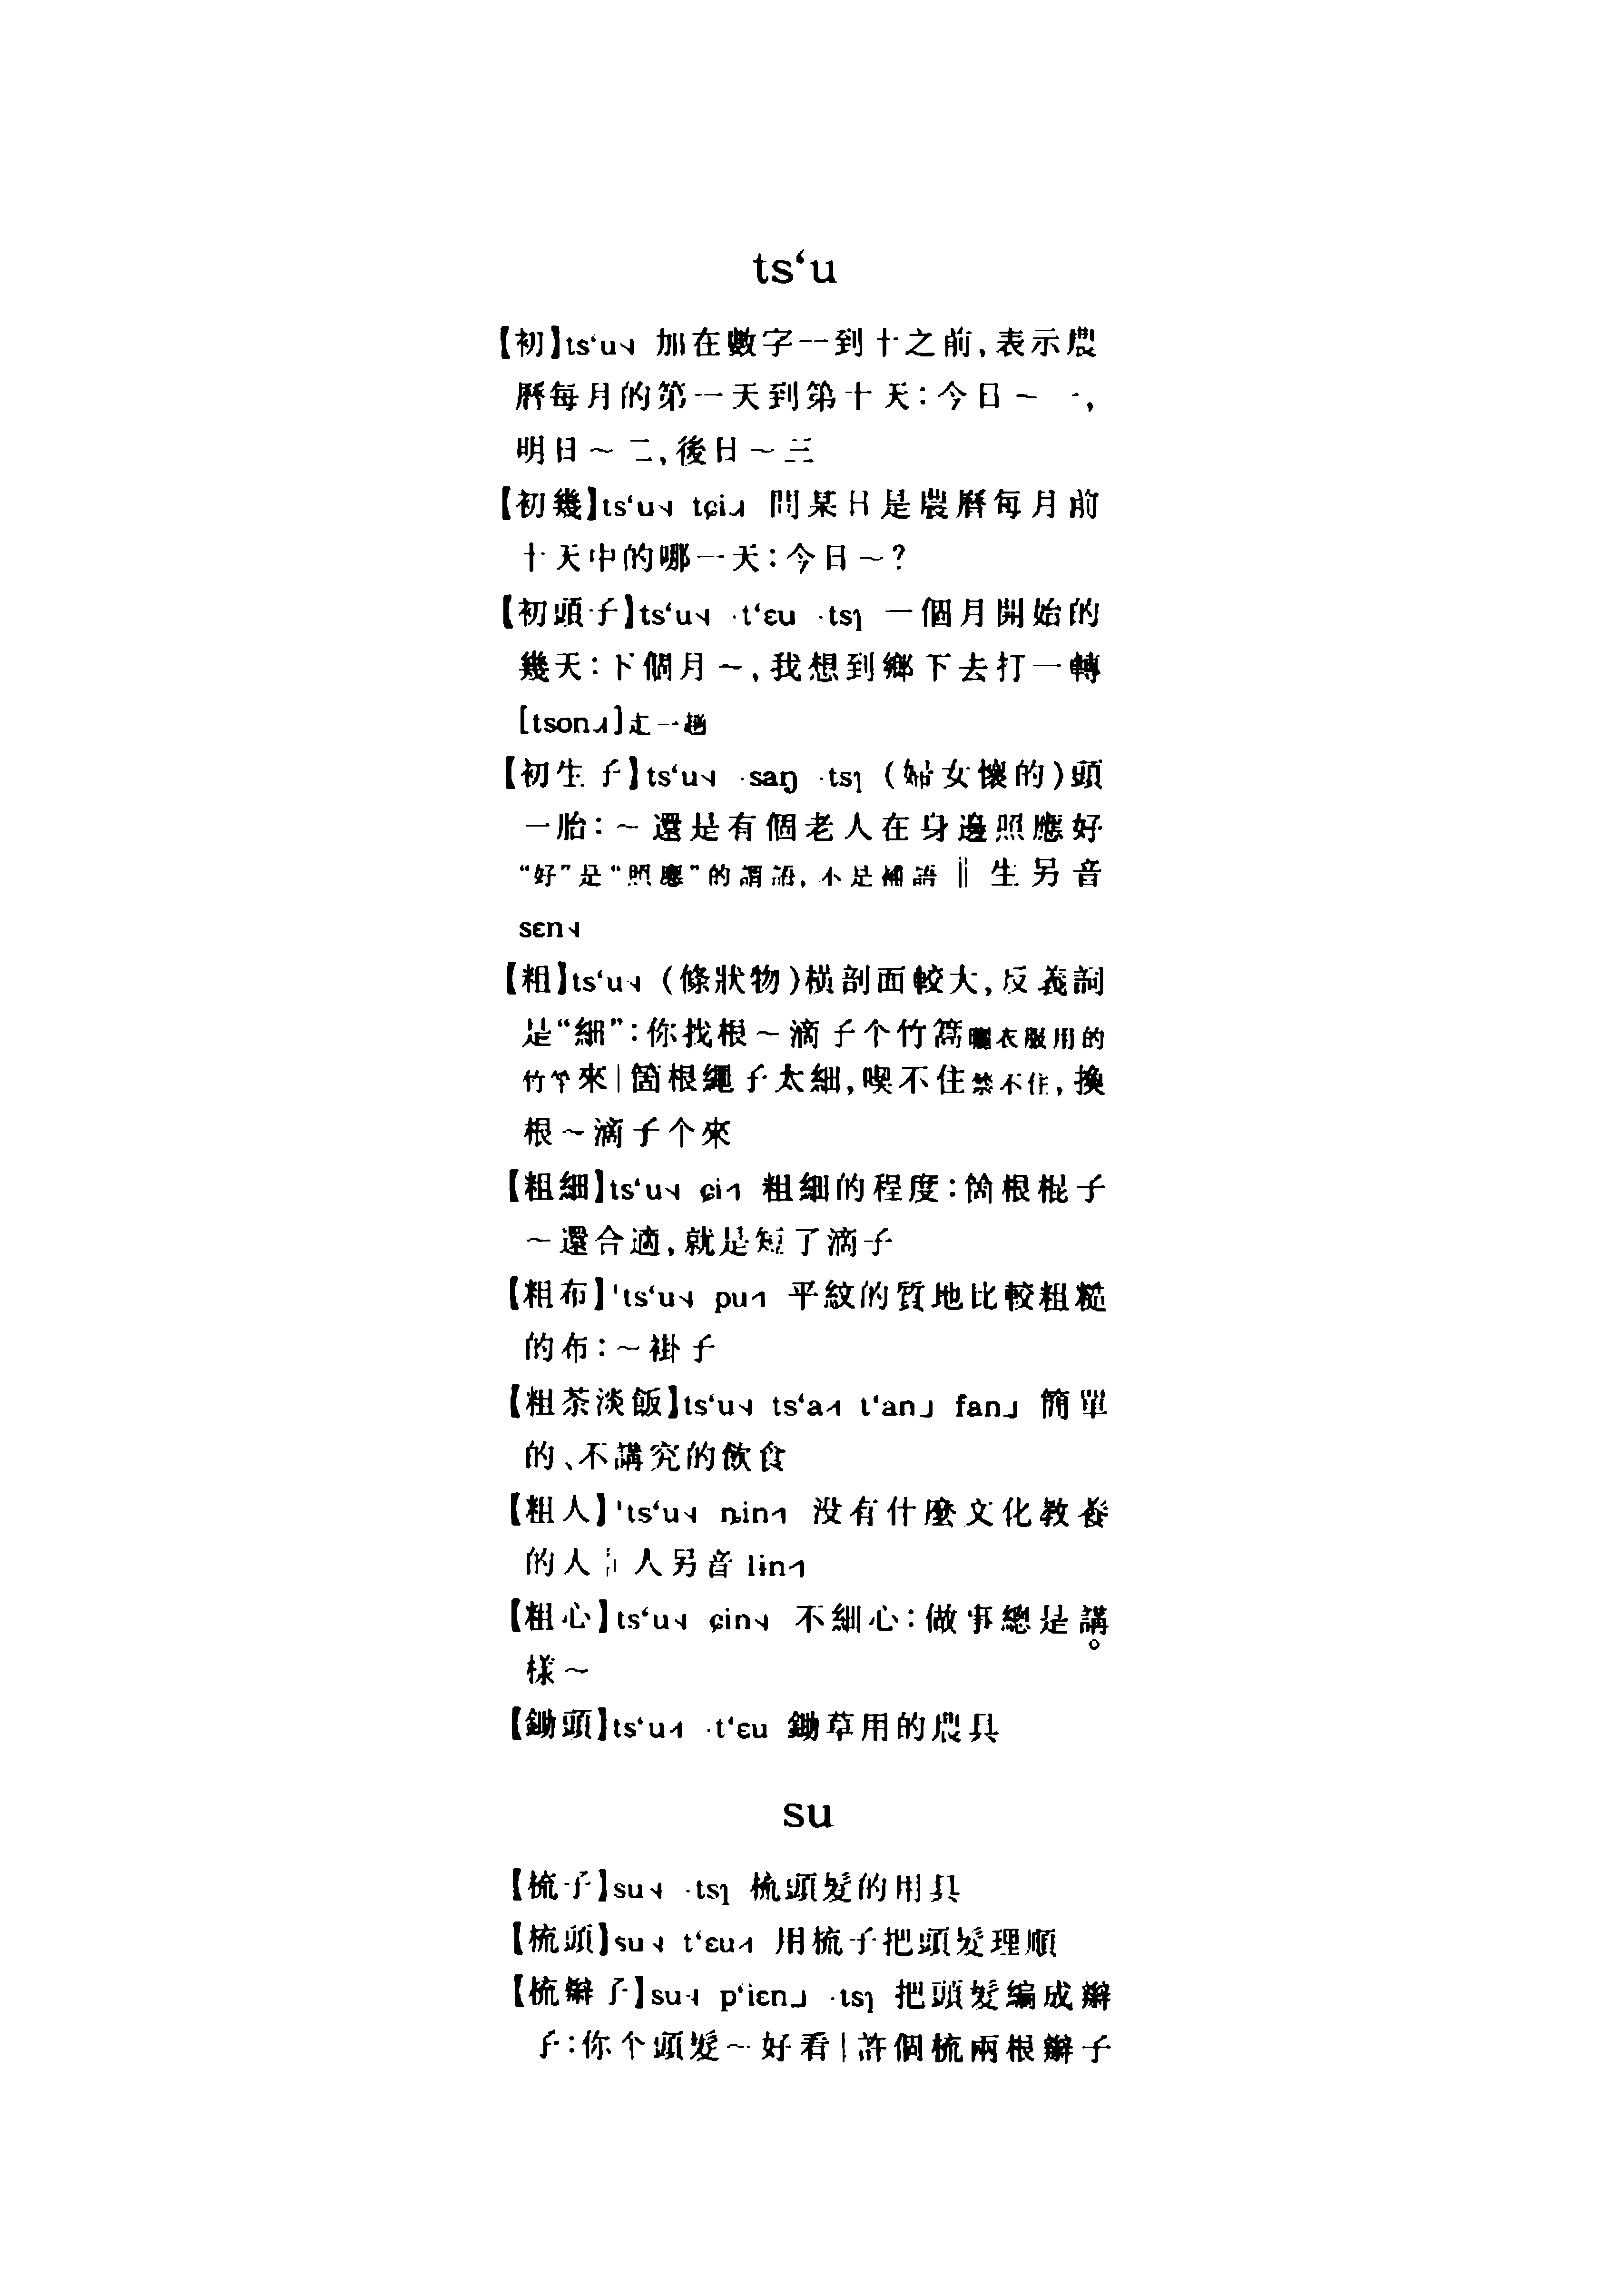 ts‘u
【初】ts‘u˧ 加在數字一到十之前,表示農
曆每月的第一天到第十天:今日～一,
明日～二,後日～三
【初幾】ts‘u˧ tɕi 問某日是農曆每月前
十天中的哪一天:今日～?
【初頭子】ts‘u˧ ·t‘ɛu ·tsʅ 一個月開始的
幾天:下個月～,我想到鄉下去打一轉
[tson]走一趟
【初生子】ts‘u˧ ·saŋ ·tsʅ (婦女懷的)頭
一胎:～還是有個老人在身邊照應好
“好”是“照應”的謂語,不是補語‖生另音
sɛn˧
【粗】ts‘u˧ (條狀物)橫剖面較大,反義詞
是“細”:你找根～滴子个竹篙曬衣服用的
竹竿來|箇根繩子太細,喫不住禁不住,換
根～滴子个來
【粗細】ts‘u˧ ɕi 粗細的程度:箇根棍子
～還合適,就是短了滴子
【粗布】'ts‘u˧ pu 平紋的質地比較粗糙
的布:～褂子
【粗茶淡飯】ts‘u˧ ts‘a t‘an˩ fan˩ 簡單
的、不講究的飲食
【粗人】'ts‘u˧ ȵin 没有什麼文化教養
的人‖人另音lin
【粗心】ts‘u˧ ɕin˧ 不細心:做事總是講
樣～
【鋤頭】ts‘u ·t‘ɛu 鋤草用的農具
su
【梳子】su˧ ·tsʅ 梳頭髮的用具
【梳頭】su˧ t‘ɛu 用梳子把頭髮理順
【梳辮子】su˧ p‘iɛn˩ ·tsʅ 把頭髮編成辮
子:你个頭髮～好看|許個梳兩根辮子